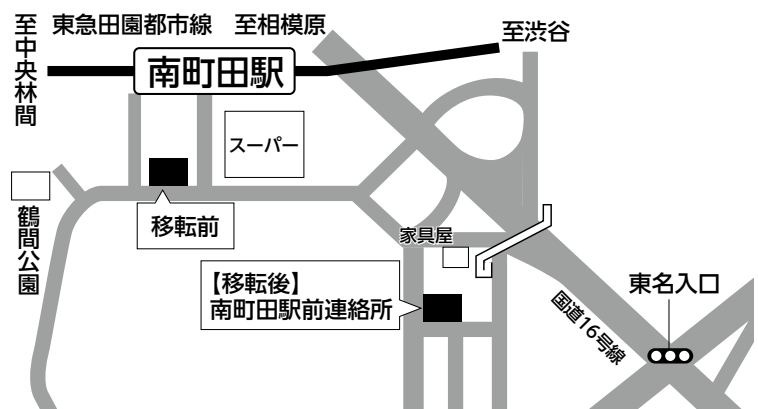 東急田園都市線
至相模原
至渋谷
至中央林間
南町田駅
スーパー
移転前
鶴間公園
家具屋
【移転後】
南町田駅前連絡所
東名入口
国道16号線